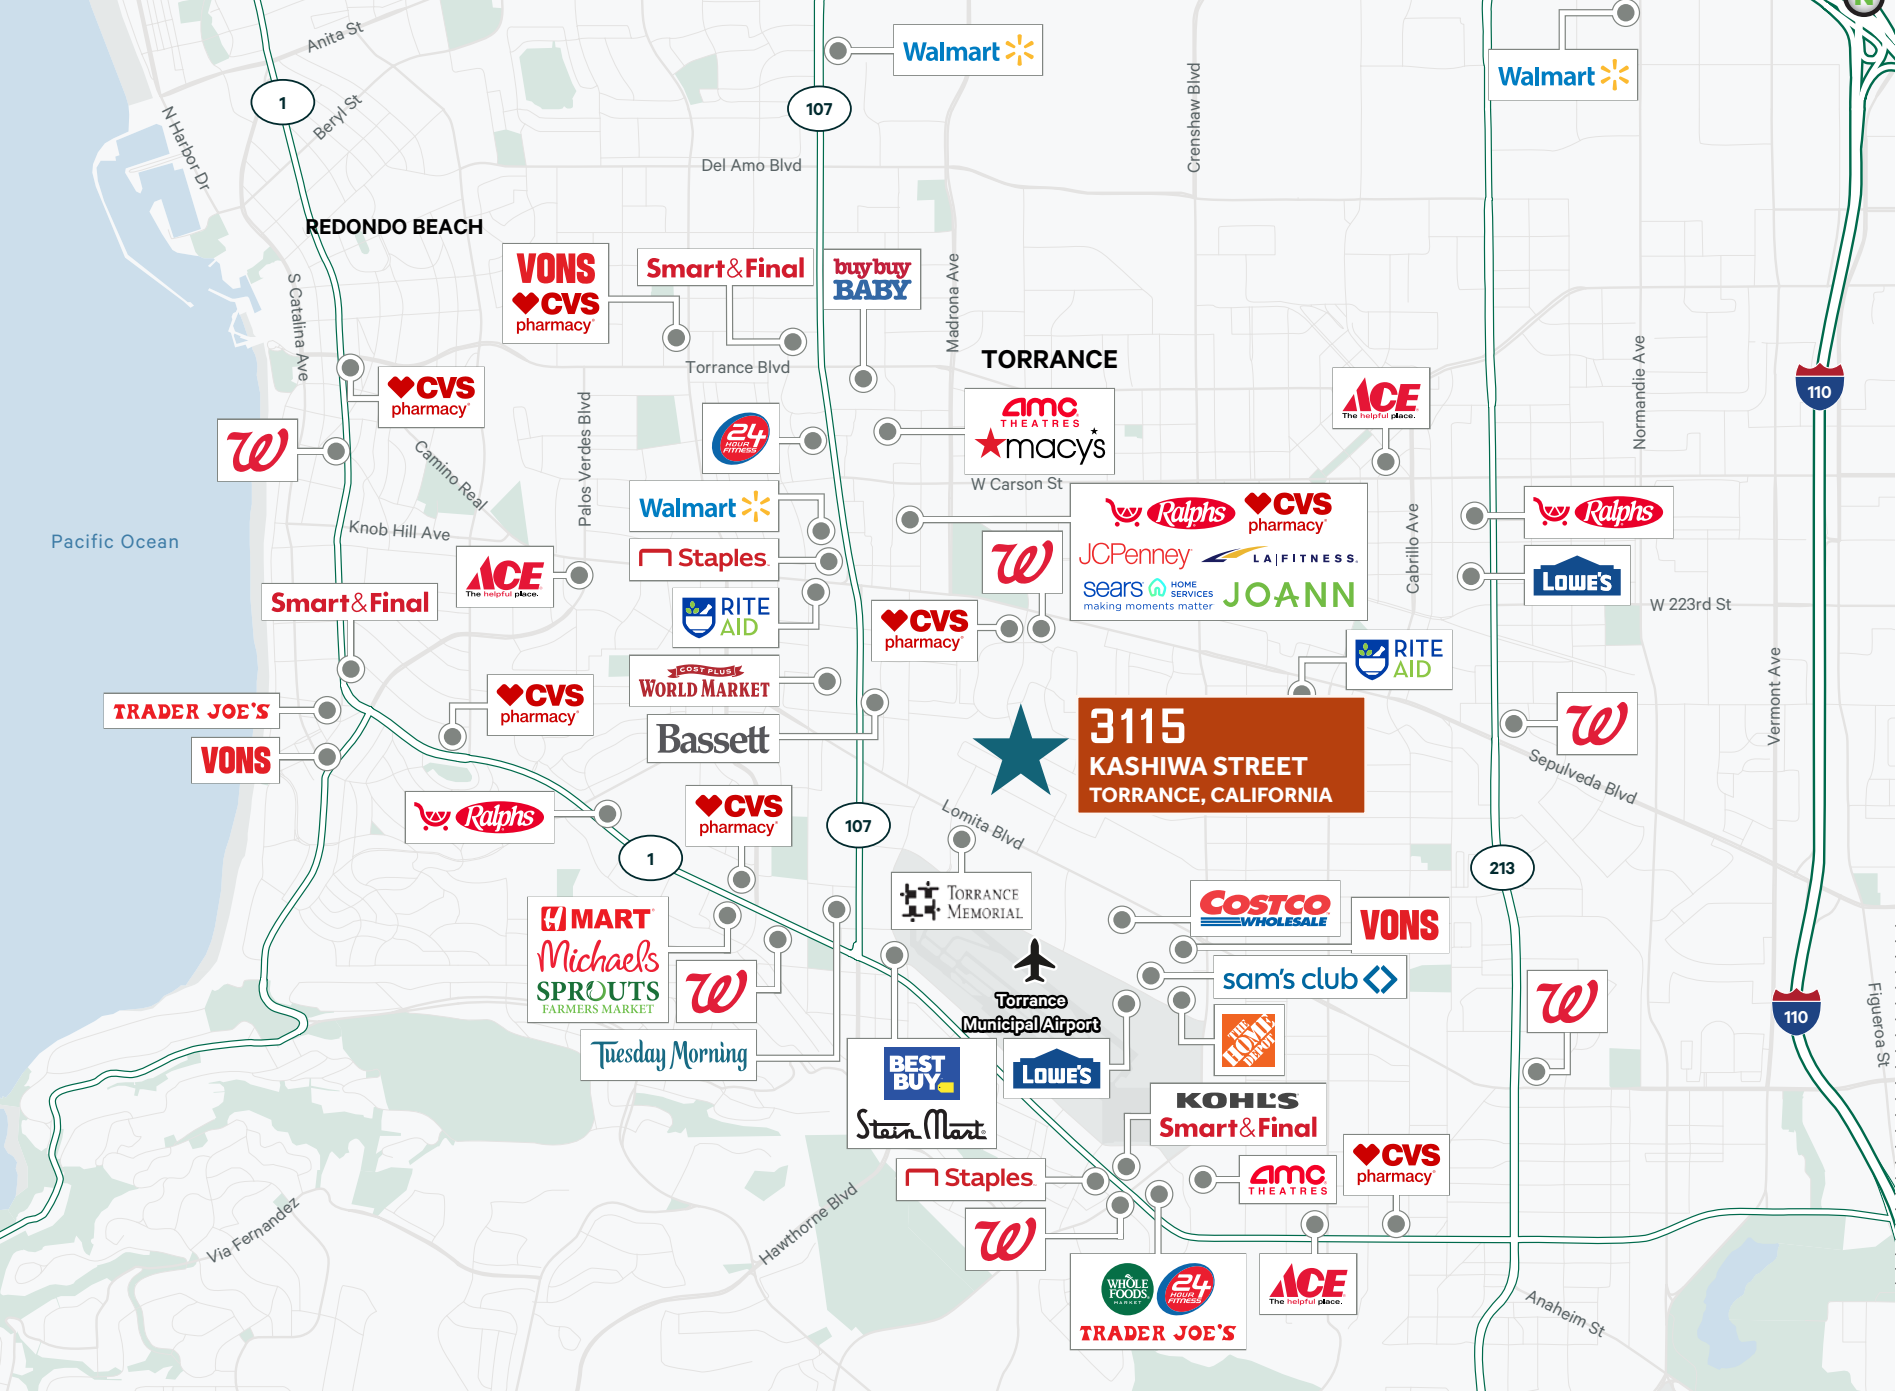 N
Anita St
Walmart
Walmart
1
107
Beryl St
N Harbor Dr
Crenshaw Blvd
Del Amo Blvd
REDONDO BEACH
VONS
CVS
pharmacy
Smart&Final
buybuy
BABY
S Catalina Ave
Madrona Ave
Torrance Blvd
TORRANCE
Normandie Ave
110
CVS
pharmacy
W
24
HOUR
FITNESS
amc
THEATRES
macy's
ACE
The helpful place.
Palos Verdes Blvd
Camino Real
W Carson St
Walmart
Knob Hill Ave
Pacific Ocean
Staples
Ralphs
CVS
pharmacy
JCPenney
LA|FITNESS.
sears
HOME
SERVICES
making moments matter
JOANN
W
Cabrillo Ave
Ralphs
LOWE'S
W 223rd St
ACE
The helpful place.
Smart&Final
RITE
AID
CVS
pharmacy
RITE
AID
COST PLUS
WORLD MARKET
TRADER JOE'S
CVS
pharmacy
Bassett
VONS
3115
KASHIWA STREET
TORRANCE, CALIFORNIA
W
Vermont Ave
Sepulveda Blvd
Ralphs
CVS
pharmacy
107
Lomita Blvd
1
213
TORRANCE
MEMORIAL
COSTCO
WHOLESALE
VONS
H MART
Michaels
SPROUTS
FARMERS MARKET
W
sam's club
Torrance
Municipal Airport
W
110
Figueroa St
THE
HOME
DEPOT
Tuesday Morning
BEST
BUY
Stein Mart
LOWE'S
KOHL'S
Smart&Final
Staples
amc
THEATRES
CVS
pharmacy
W
Via Fernandez
Hawthorne Blvd
WHOLE
FOODS
MARKET
24
HOUR
FITNESS
TRADER JOE'S
ACE
The helpful place.
Anaheim St